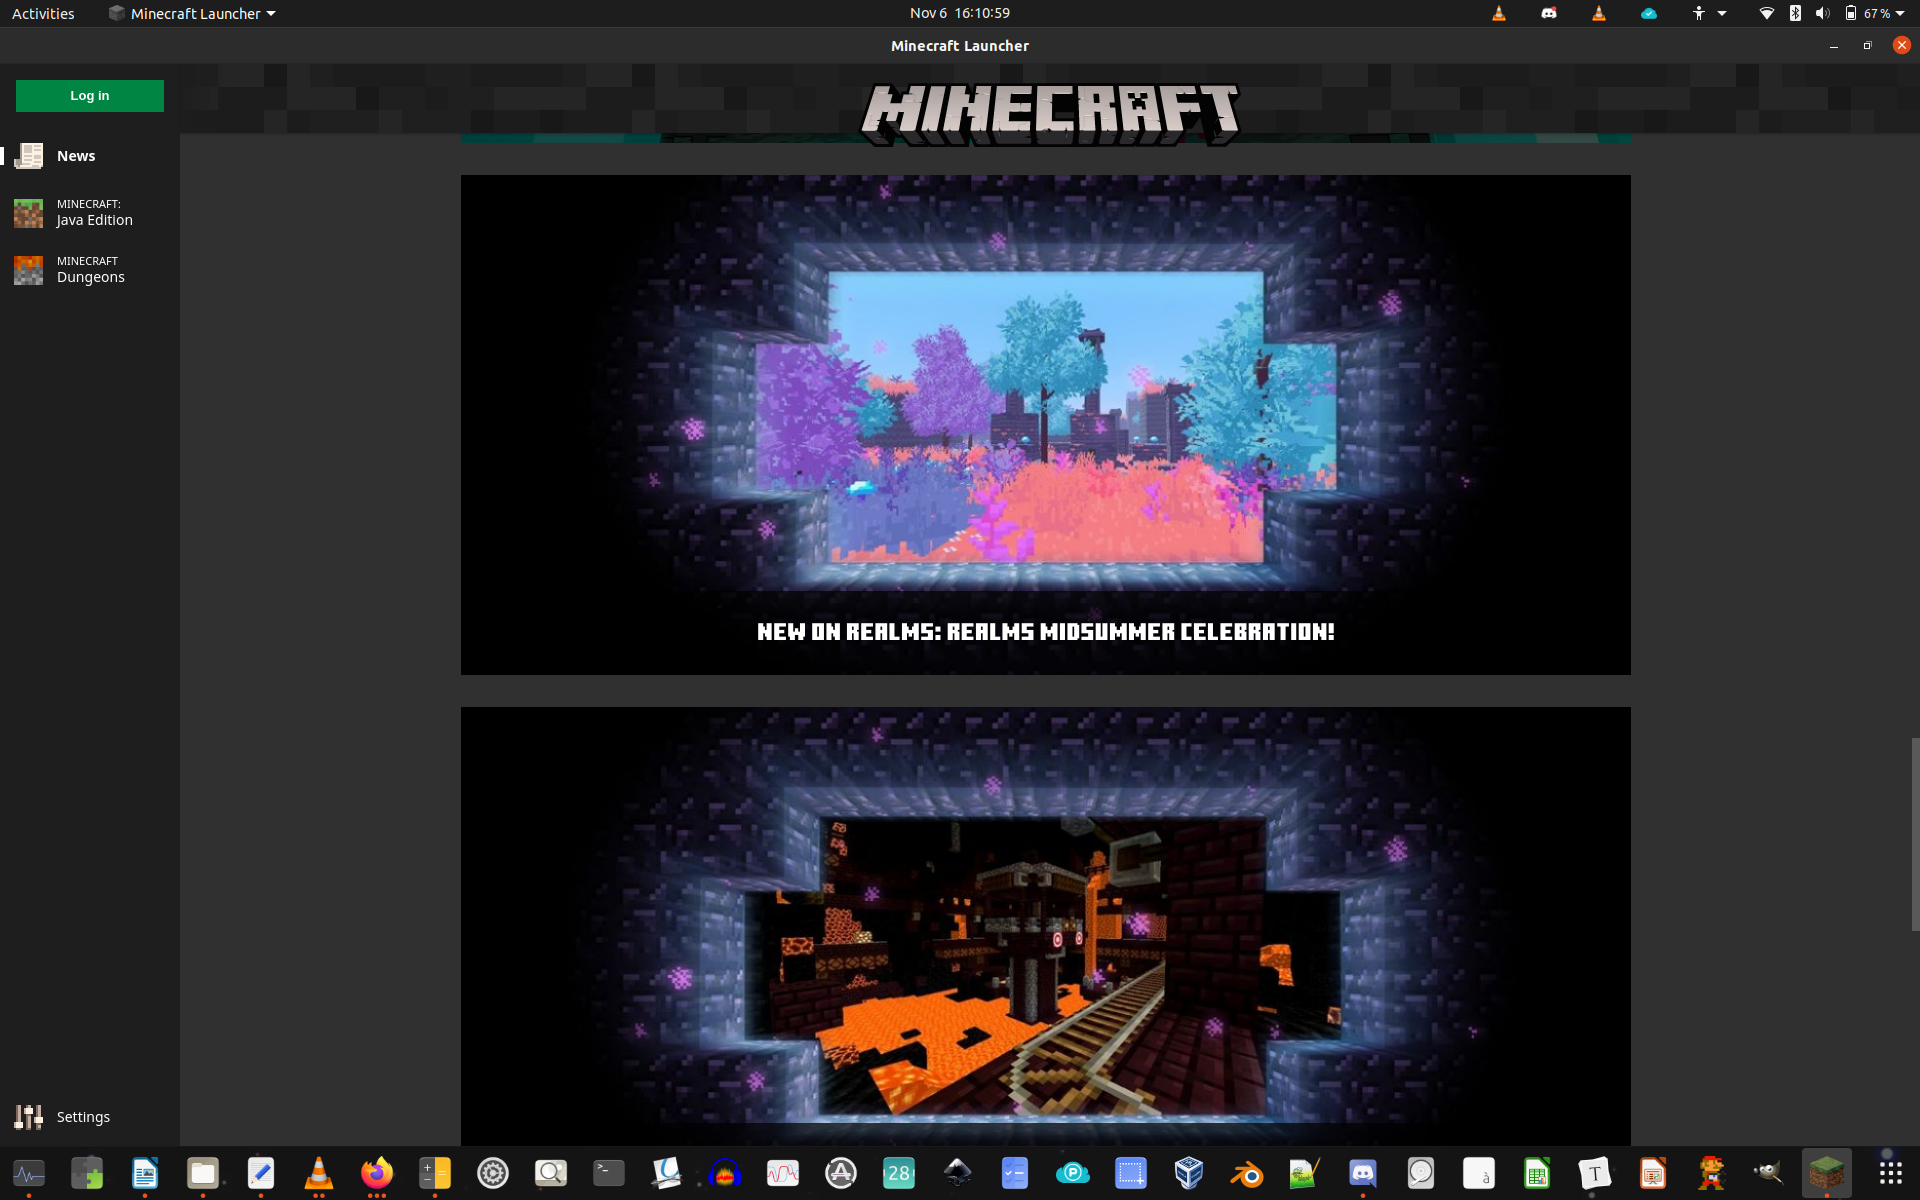 Activities
Minecraft Launcher
Nov 6 16:10:59
67 %
Minecraft Launcher
Log in
MINECRAFT
News
MINECRAFT:
Java Edition
MINECRAFT
Dungeons
NEW ON REALMS: REALMS MIDSUMMER CELEBRATION!
Settings
28
T
à